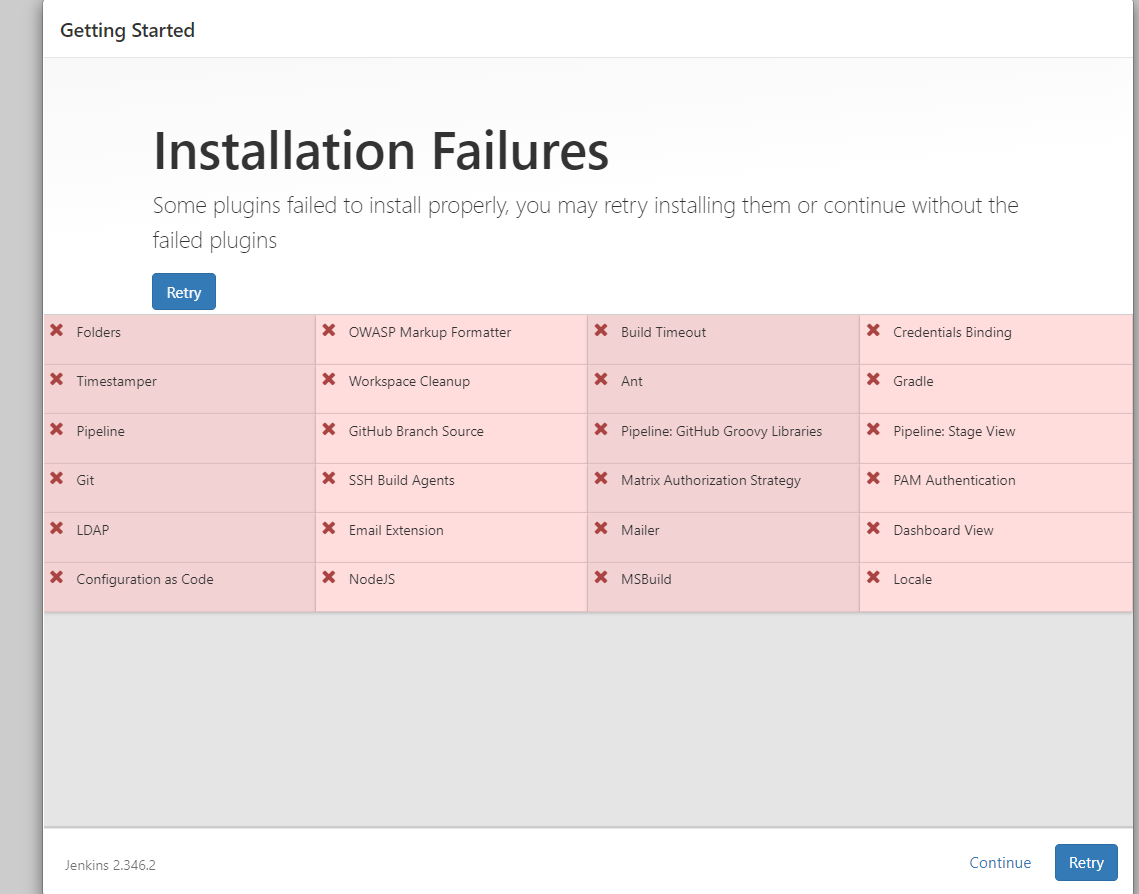 Getting Started
Installation Failures
Some plugins failed to install properly, you may retry installing them or continue without the
failed plugins
Retry
Folders
OWASP Markup Formatter
Build Timeout
Credentials Binding
Timestamper
Workspace Cleanup
Ant
Gradle
Pipeline
GitHub Branch Source
Pipeline: GitHub Groovy Libraries
Pipeline: Stage View
Git
SSH Build Agents
Matrix Authorization Strategy
PAM Authentication
LDAP
Email Extension
Mailer
Dashboard View
Configuration as Code
NodeJS
MSBuild
Locale
Jenkins 2.346.2
Continue
Retry